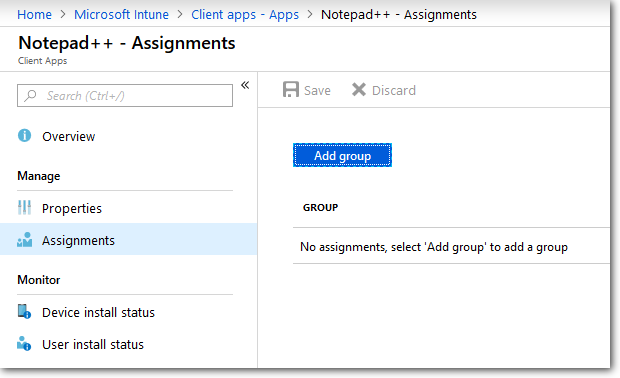 Home > Microsoft Intune > Client apps - Apps > Notepad++ - Assignments
Notepad++ - Assignments
Client Apps
Search (Ctrl+/)
«
Save
Discard
Overview
Add group
Manage
Properties
GROUP
Assignments
No assignments, select 'Add group' to add a group
Monitor
Device install status
User install status